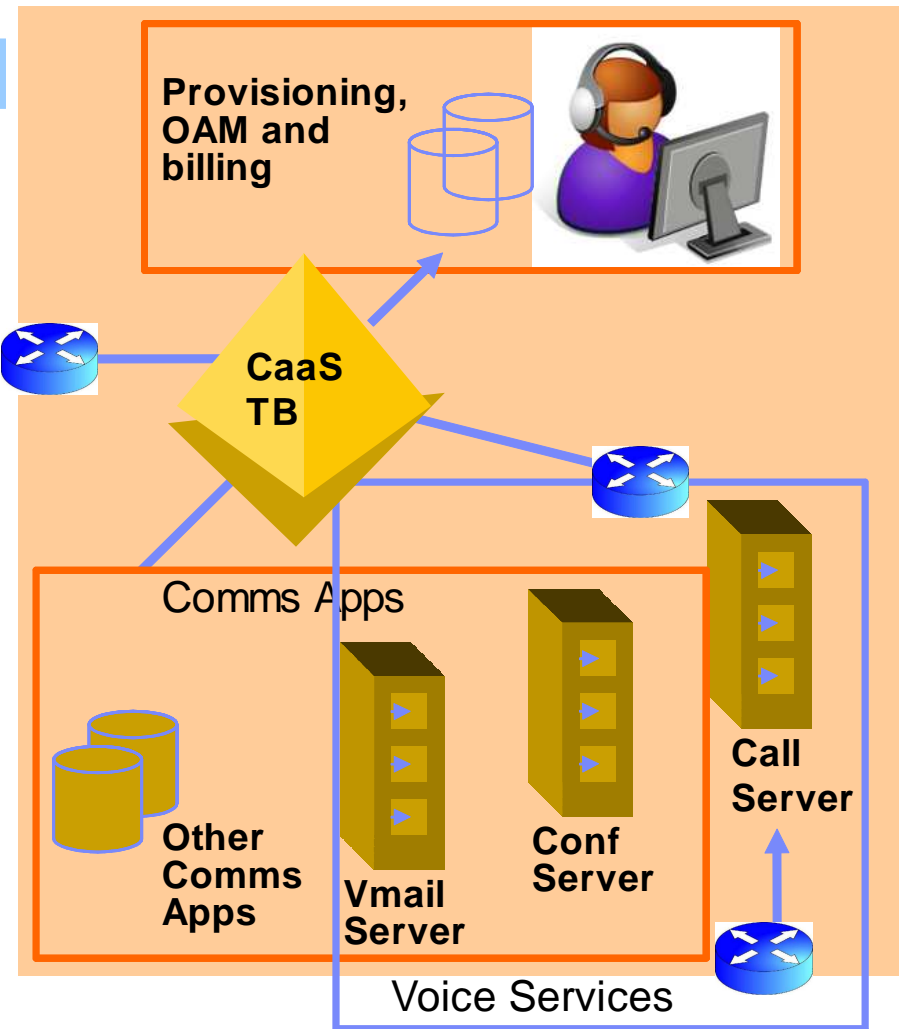 Provisioning,
OAM and
billing
CaaS
TB
Comms Apps
Call
Server
Other
Comms
Apps
Conf
Server
Vmail
Server
Voice Services